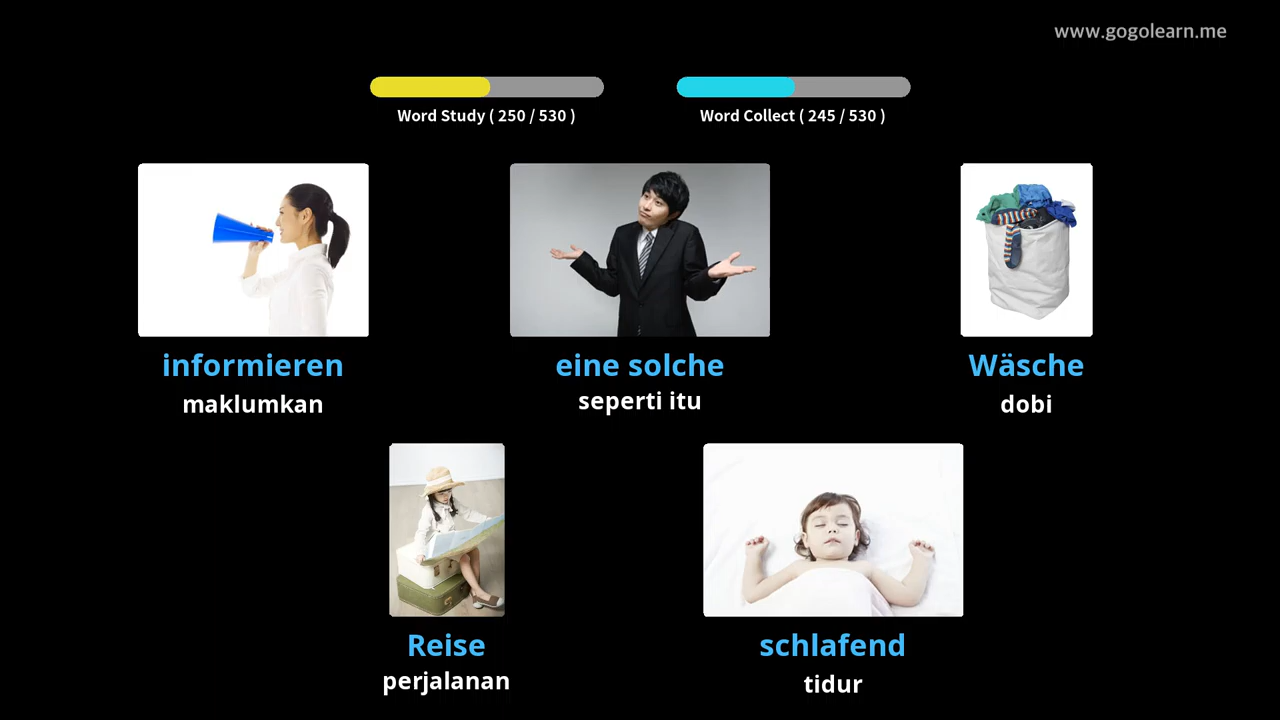 www.gogolearn.me
Word Study ( 250 / 530 )
Word Collect ( 245 / 530 )
informieren
maklumkan
eine solche
seperti itu
Wäsche
dobi
Reise
perjalanan
schlafend
tidur